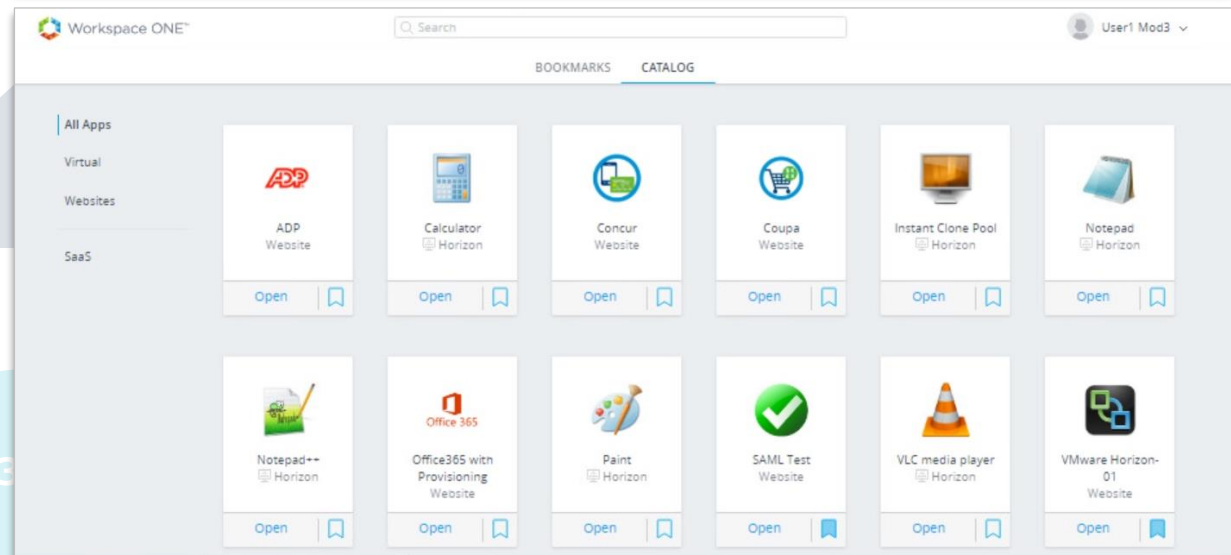 Workspace ONE™
Search
User1 Mod3
BOOKMARKS CATALOG
All Apps
Virtual
Websites
SaaS
ADP
ADP
Website
Open
Calculator
Horizon
Open
Concur
Website
Open
Coupa
Website
Open
Instant Clone Pool
Horizon
Open
Notepad
Horizon
Open
Notepad++
Horizon
Open
Office 365
Office365 with
Provisioning
Website
Open
Paint
Horizon
Open
SAML Test
Website
Open
VLC media player
Horizon
Open
VMware Horizon-
01
Website
Open
3